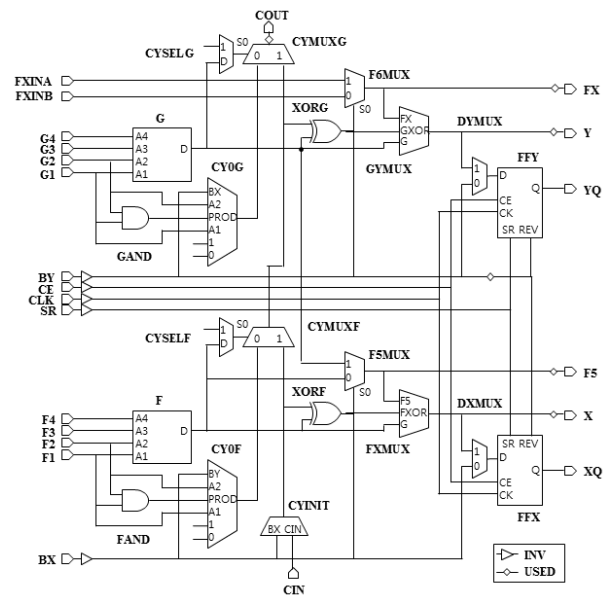 COUT
CYMUXG
CYSELG
S0
1
D
0 1
F6MUX
FXINA
FXINB
1
0
FX
S0
XORG
G
G4
G3
G2
G1
A4
A3
A2
A1
D
FX
GXOR
G
GYMUX
DYMUX
Y
FFY
1
0
D
Q
YQ
CE
CK
SR REV
CY0G
BX
A2
PROD
A1
1
0
GAND
BY
CE
CLK
SR
CYSELF
S0
1
D
0 1
CYMUXF
F5MUX
1
0
F5
S0
XORF
F
F4
F3
F2
F1
A4
A3
A2
A1
D
F5
FXOR
G
FXMUX
DXMUX
X
SR REV
1
0
D
Q
XQ
CE
CK
FFX
CY0F
BY
A2
PROD
A1
1
0
FAND
CYINIT
BX CIN
BX
CIN
INV
USED